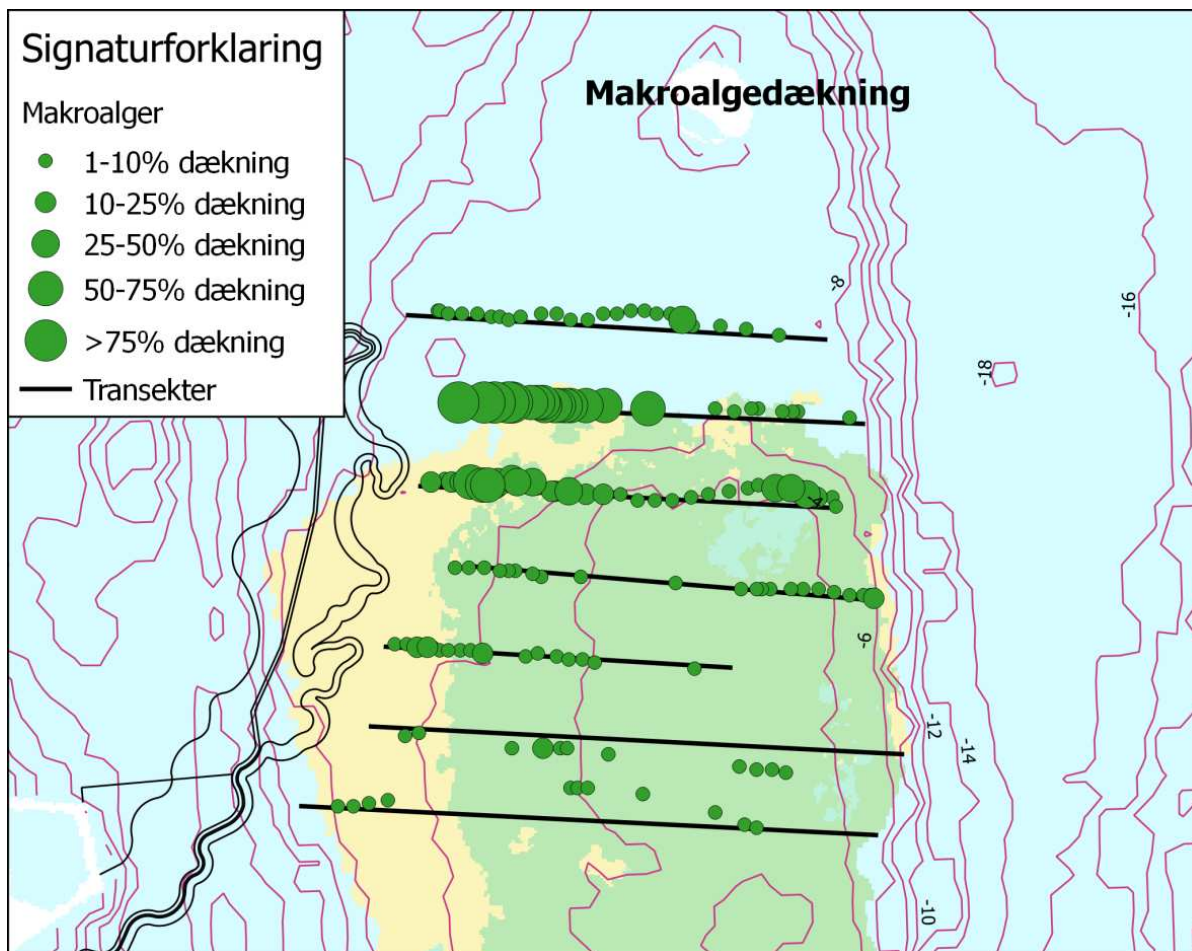 Signaturforklaring
Makroalger
1-10% dækning
10-25% dækning
25-50% dækning
50-75% dækning
>75% dækning
Transekter
Makroalgedækning
-8
-16
-18
-4
-6
-12
-14
-10